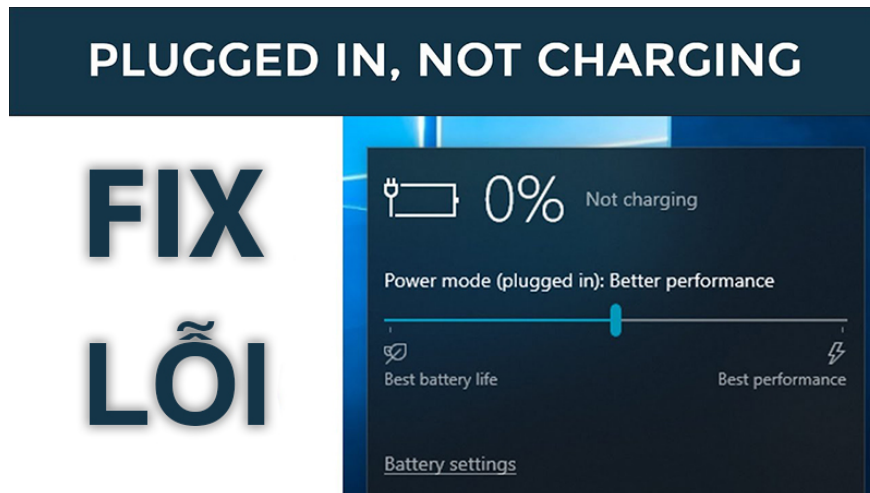 PLUGGED IN, NOT CHARGING
FIX
LỖI
0% Not charging
Power mode (plugged in): Better performance
Best battery life Best performance
Battery settings